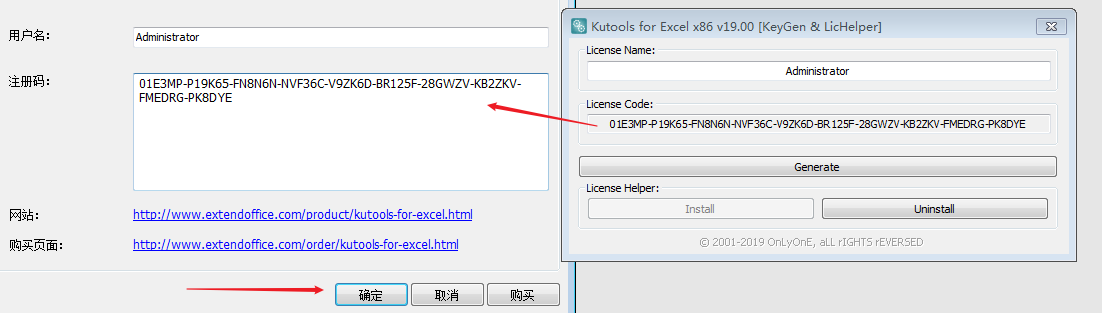 用户名：
Administrator
注册码：
01E3MP-P19K65-FN8N6N-NVF36C-V9ZK6D-BR125F-28GWZV-KB2ZKV-
FMEDRG-PK8DYE
网站：
http://www.extendoffice.com/product/kutools-for-excel.html
购买页面：
http://www.extendoffice.com/order/kutools-for-excel.html
确定
取消
购买
Kutools for Excel x86 v19.00 [KeyGen & LicHelper]
License Name:
Administrator
License Code:
01E3MP-P19K65-FN8N6N-NVF36C-V9ZK6D-BR125F-28GWZV-KB2ZKV-FMEDRG-PK8DYE
Generate
License Helper:
Install
Uninstall
© 2001-2019 OnLyOnE, aLL rIGHTS rEVERSED